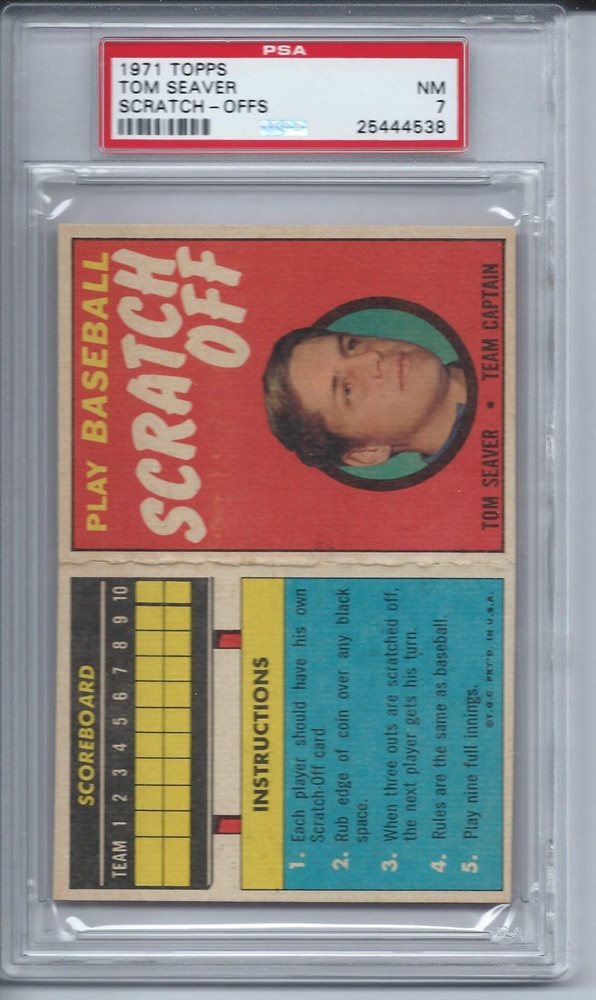 PSA
1971 TOPPS
TOM SEAVER NM
SCRATCH-OFFS 7
25444538
PLAY BASEBALL
SCRATCH
OFF
TOM SEAVER • TEAM CAPTAIN
SCOREBOARD
TEAM 1 2 3 4 5 6 7 8 9 10
INSTRUCTIONS
1. Each player should have his own
Scratch-Off card
2. Rub edge of coin over any black
space.
3. When three outs are scratched off,
the next player gets his turn.
4. Rules are the same as baseball.
5. Play nine full innings.
©T.C.G. PRT'D. IN U.S.A.